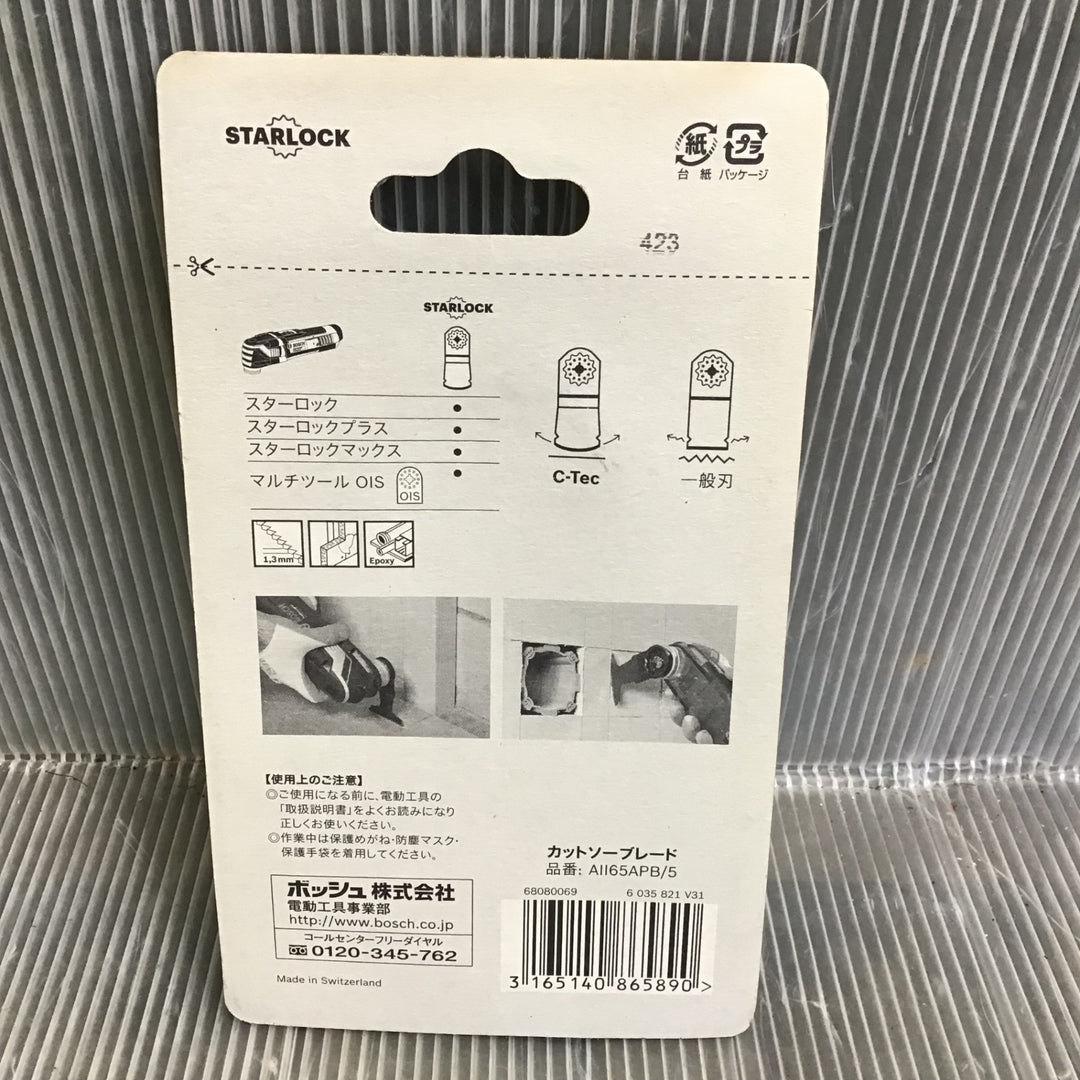 STARLOCK
紙
プラ
台 紙 パッケージ
423
STARLOCK
BOSCH
スターロック
スターロックプラス
スターロックマックス
マルチツール OIS
OIS
C-Tec
一般刃
1,3mm
Epoxy
【使用上のご注意】
◎ご使用になる前に、電動工具の
「取扱説明書」をよくお読みになり
正しくお使いください。
◎作業中は保護めがね・防塵マスク・
保護手袋を着用してください。
ボッシュ株式会社
電動工具事業部
http://www.bosch.co.jp
コールセンターフリーダイヤル
0120-345-762
Made in Switzerland
カットソーブレード
品番: AII65APB/5
68080069 6 035 821 V31
3 165140 865890 >